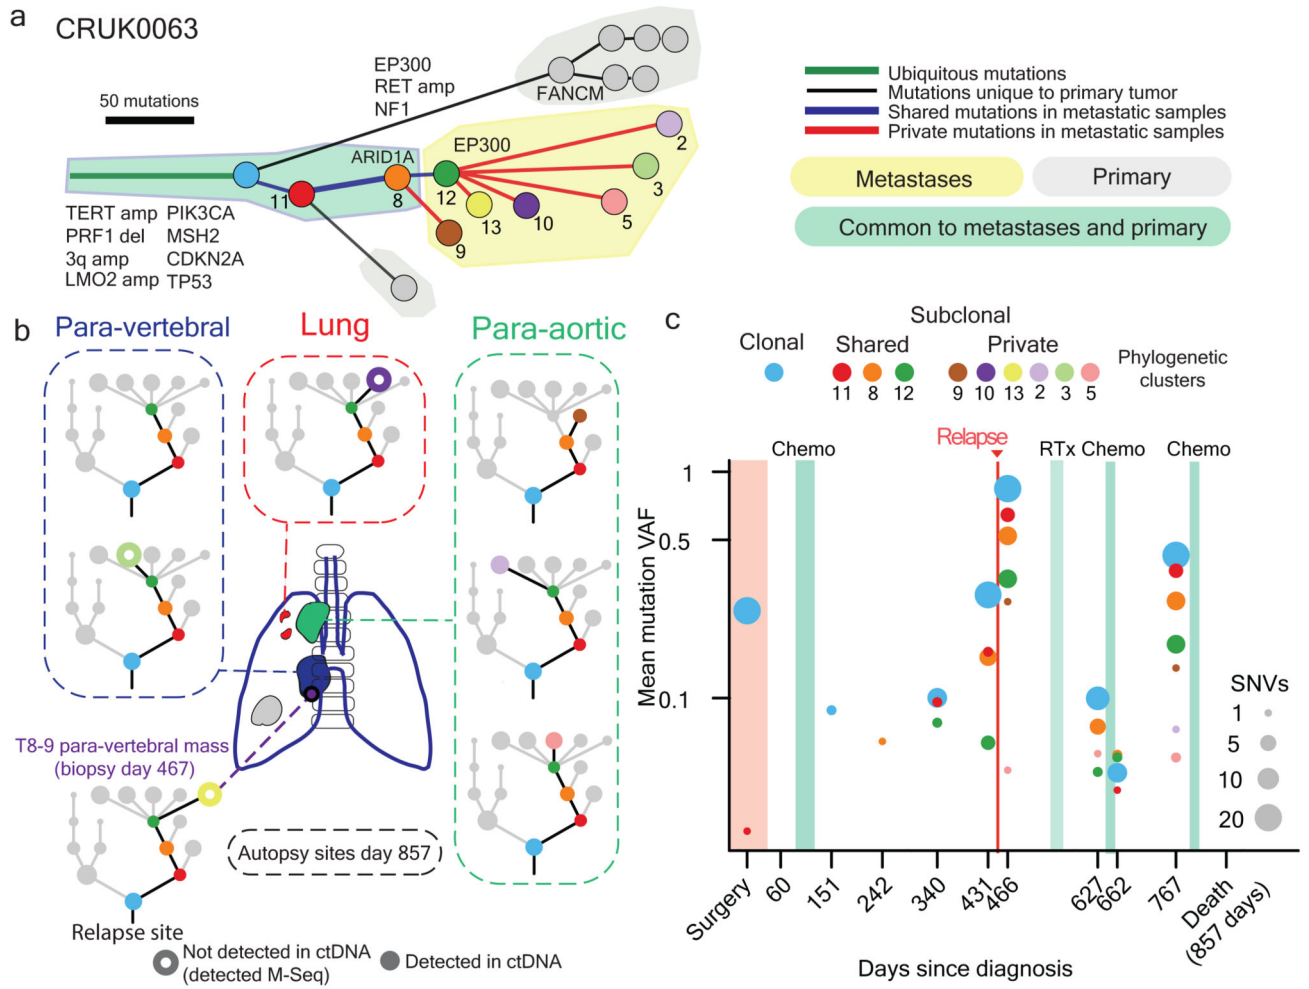 a
CRUK0063
50 mutations
EP300
RET amp
NF1
FANCM
ARID1A
EP300
11
8
12
13
10
9
2
3
5
TERT amp PIK3CA
PRF1 del MSH2
3q amp CDKN2A
LMO2 amp TP53
Ubiquitous mutations
Mutations unique to primary tumor
Shared mutations in metastatic samples
Private mutations in metastatic samples
Metastases
Primary
Common to metastases and primary
b
Para-vertebral
Lung
Para-aortic
T8-9 para-vertebral mass
(biopsy day 467)
Autopsy sites day 857
Relapse site
Not detected in ctDNA
(detected M-Seq)
Detected in ctDNA
c
Subclonal
Clonal
Shared
Private
Phylogenetic
clusters
11 8 12 9 10 13 2 3 5
Chemo
Relapse
RTx Chemo
Chemo
Mean mutation VAF
1
0.5
0.1
SNVs
1
5
10
20
Surgery
60
151
242
340
431
466
627
662
767
Death
(857 days)
Days since diagnosis